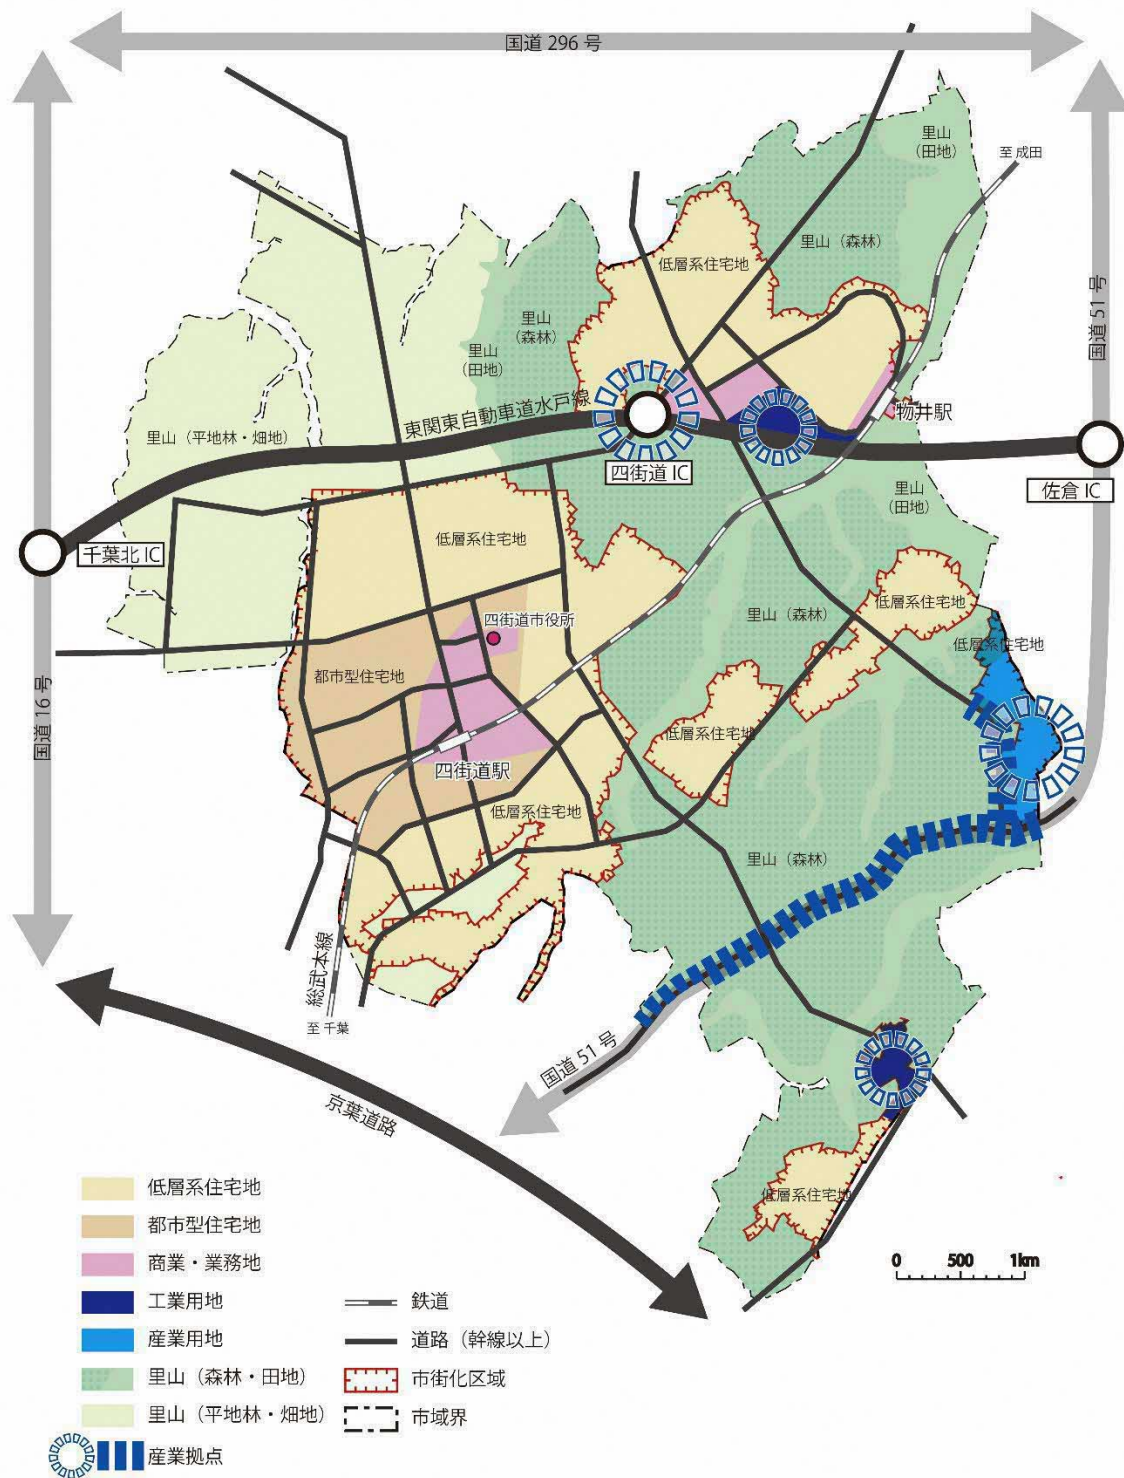 国道 296 号
里山
(田地)
至 成田
里山（森林）
低層系住宅地
国道 51 号
里山
(森林)
里山
(田地)
東関東自動車道水戸線
物井駅
里山（平地林・畑地）
四街道 IC
里山
(田地)
佐倉 IC
千葉北 IC
低層系住宅地
里山（森林）
低層系住宅地
四街道市役所
低層系住宅地
都市型住宅地
国道 16 号
低層系住宅地
四街道駅
低層系住宅地
里山（森林）
総武本線
至 千葉
国道 51 号
京葉道路
低層系住宅地
低層系住宅地
都市型住宅地
商業・業務地
工業用地
産業用地
里山（森林・田地）
里山（平地林・畑地）
産業拠点
鉄道
道路（幹線以上）
市街化区域
市域界
0 500 1km